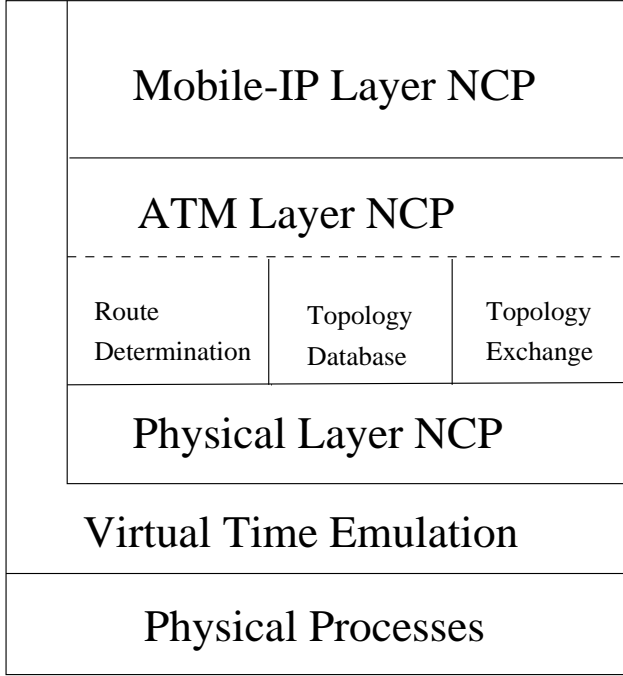 Mobile-IP Layer NCP
ATM Layer NCP
Route
Determination
Topology
Database
Topology
Exchange
Physical Layer NCP
Virtual Time Emulation
Physical Processes